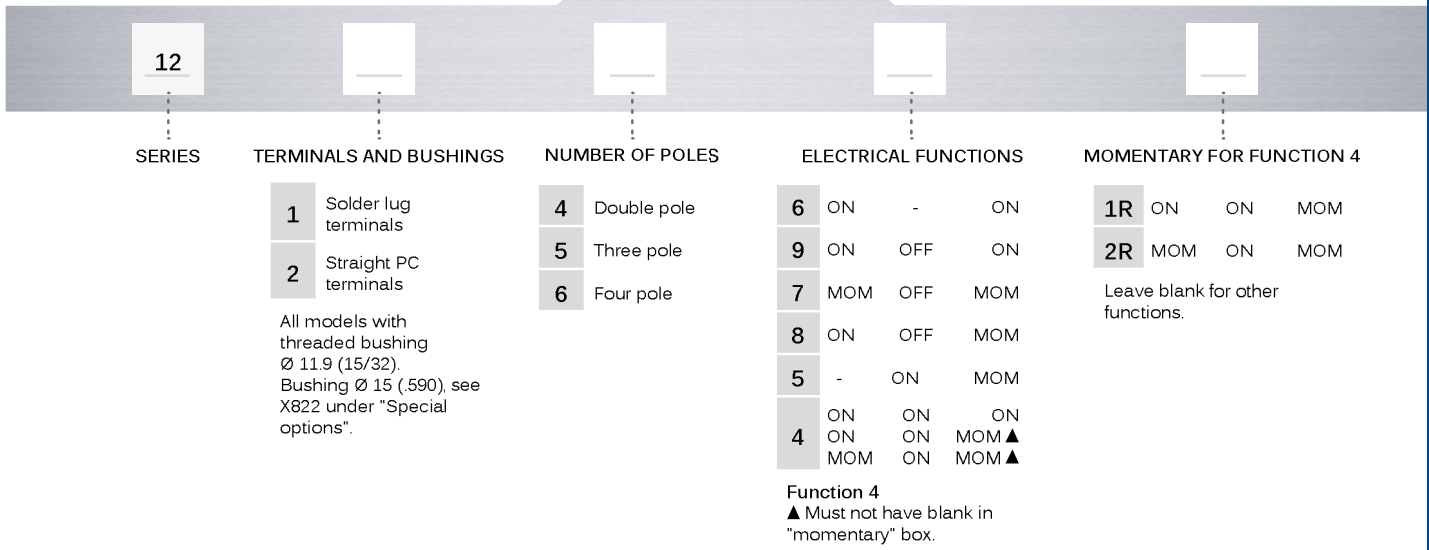 12
SERIES
TERMINALS AND BUSHINGS
1 Solder lug
terminals
2 Straight PC
terminals
All models with
threaded bushing
Ø 11.9 (15/32).
Bushing Ø 15 (.590), see
X822 under "Special
options".
NUMBER OF POLES
4 Double pole
5 Three pole
6 Four pole
ELECTRICAL FUNCTIONS
6 ON - ON
9 ON OFF ON
7 MOM OFF MOM
8 ON OFF MOM
5 - ON MOM
4
ON ON ON
ON ON MOM ▲
MOM ON MOM ▲
Function 4
▲ Must not have blank in
"momentary" box.
MOMENTARY FOR FUNCTION 4
1R ON ON MOM
2R MOM ON MOM
Leave blank for other
functions.